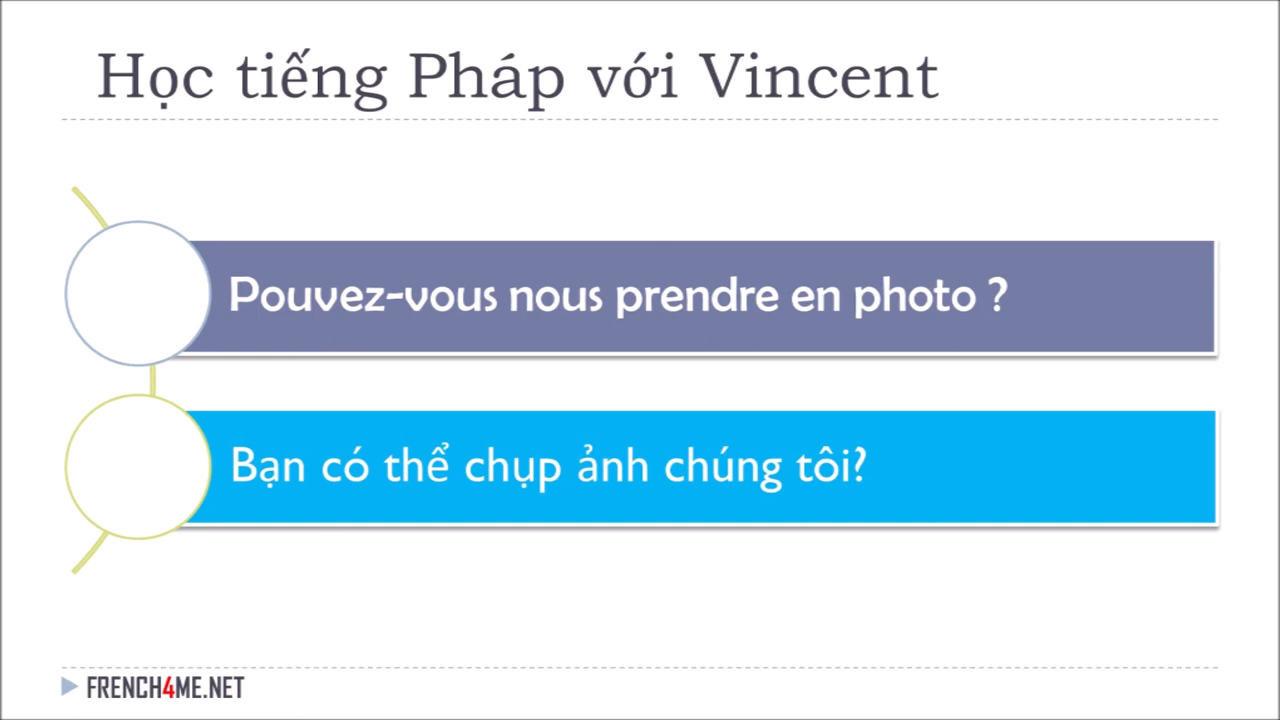 Học tiếng Pháp với Vincent
Pouvez-vous nous prendre en photo ?
Bạn có thể chụp ảnh chúng tôi?
FRENCH4ME.NET